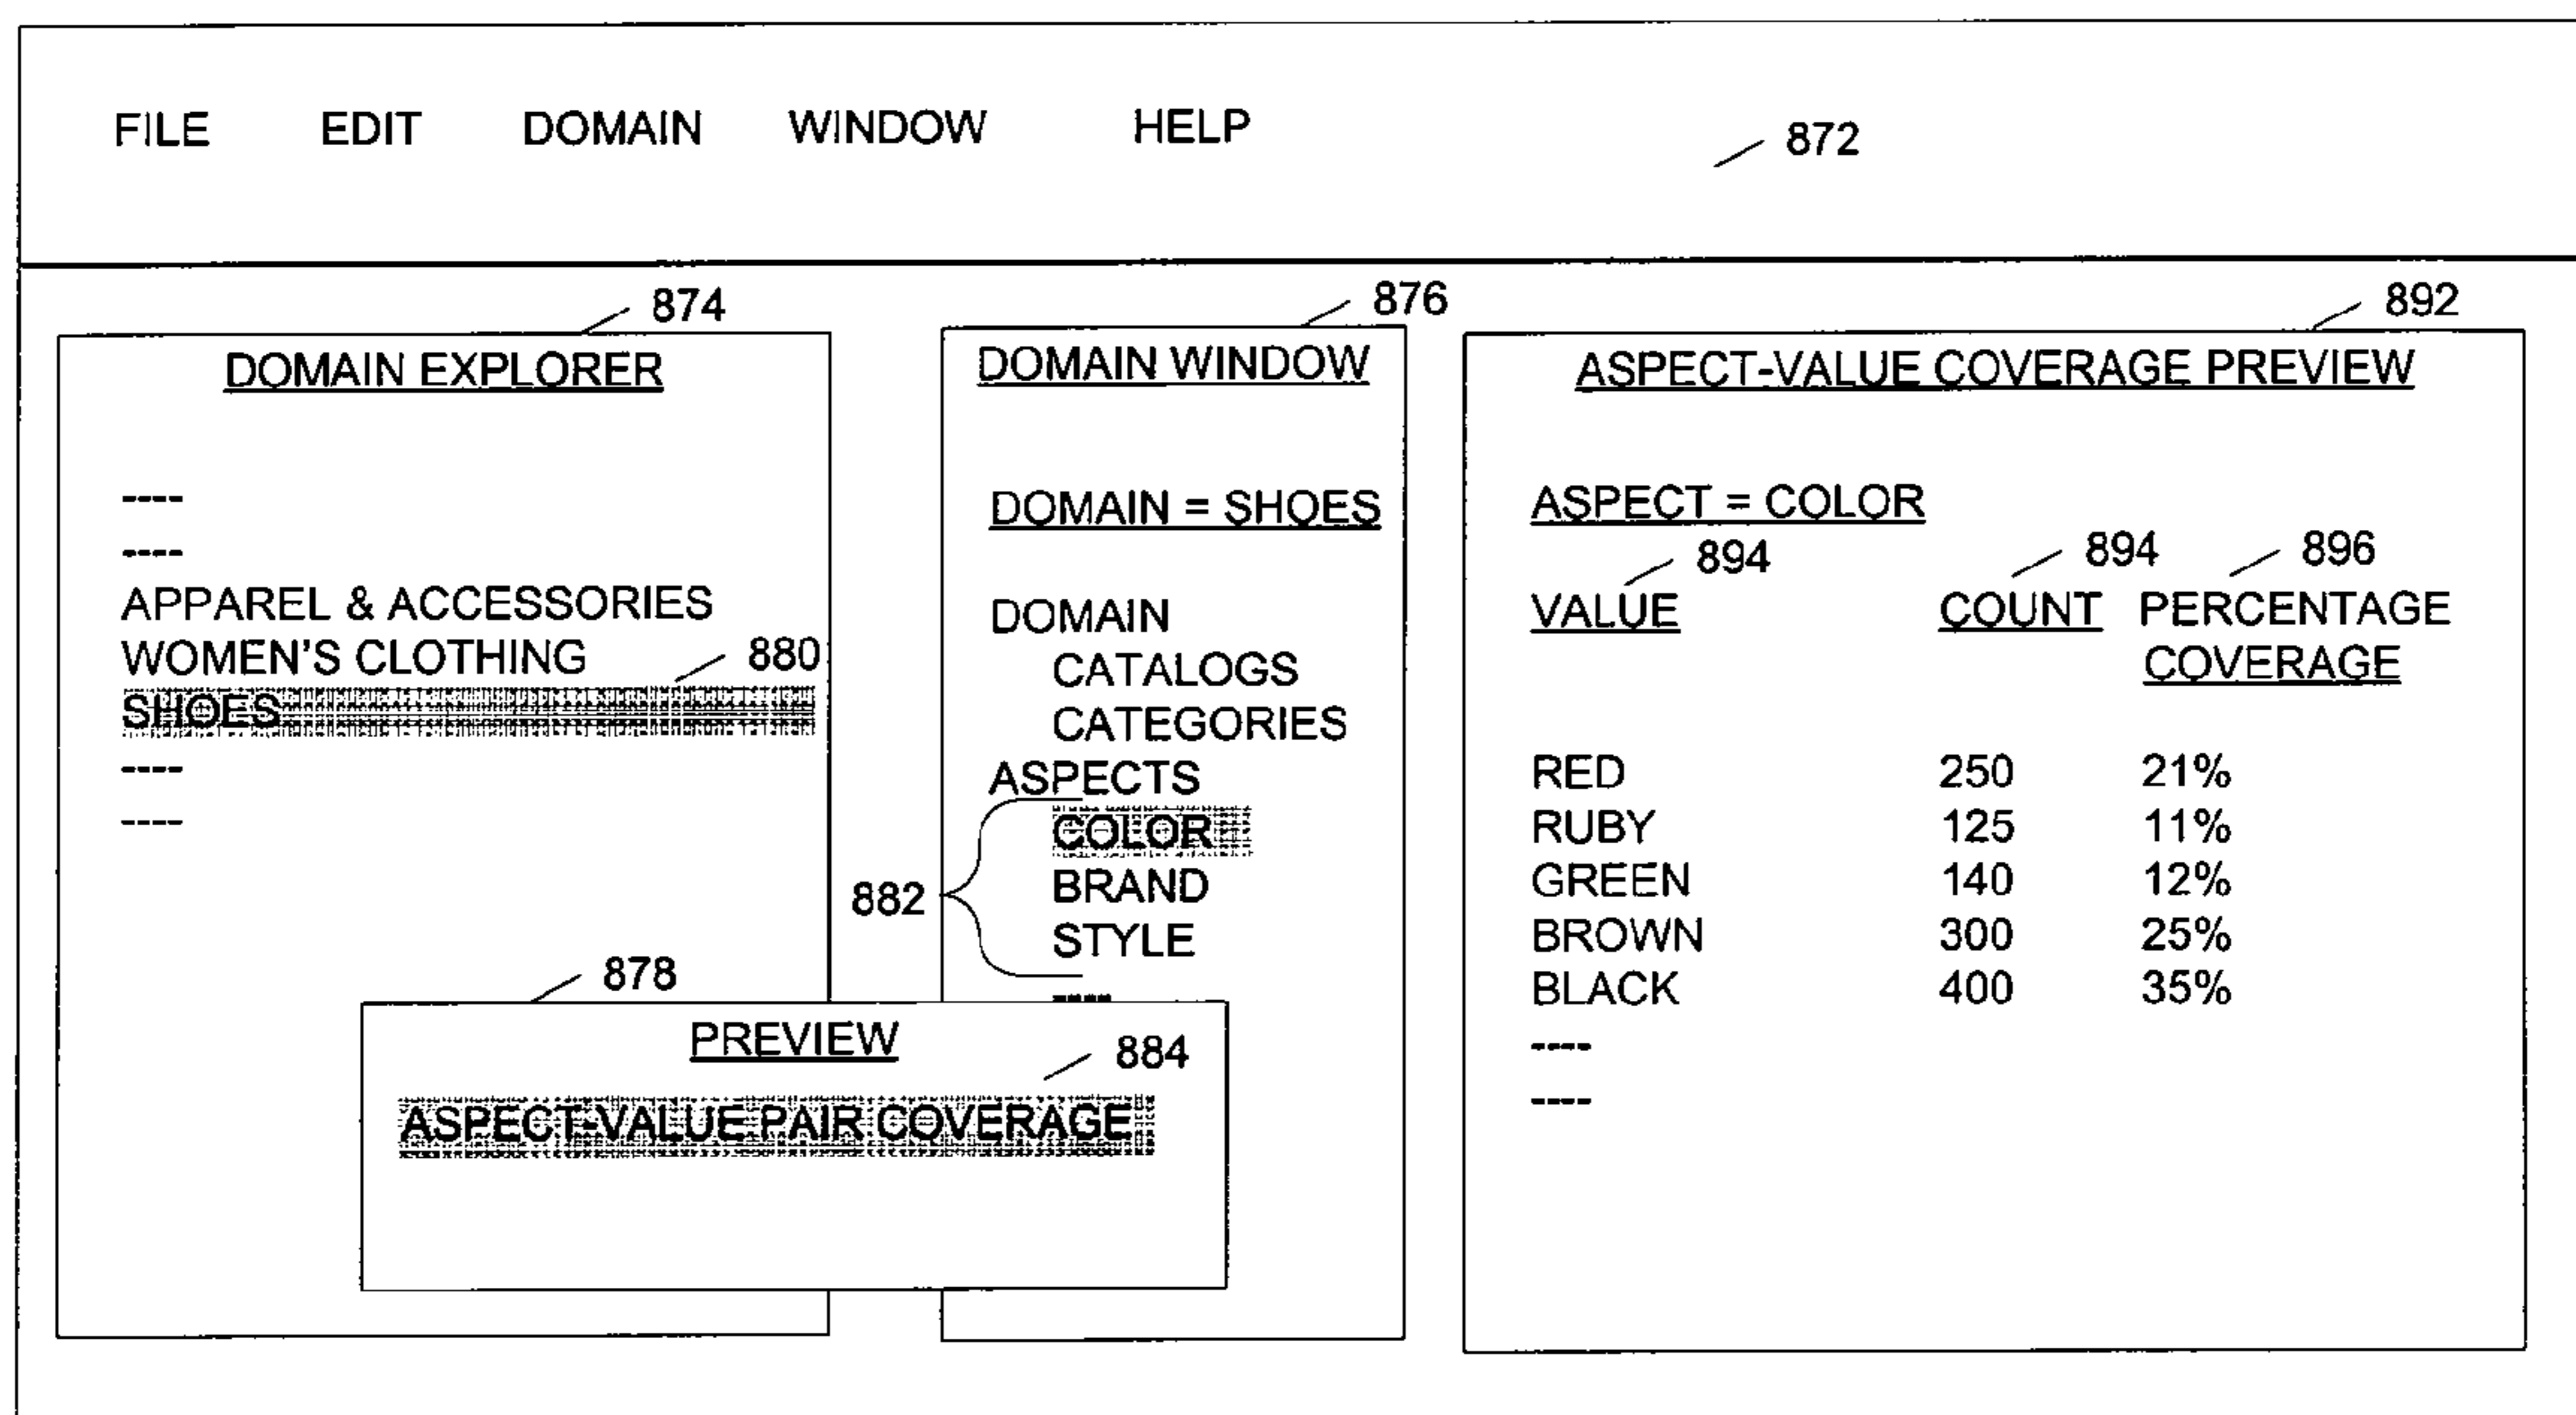 FILE EDIT DOMAIN WINDOW HELP 872
874
DOMAIN EXPLORER
----
----
APPAREL & ACCESSORIES
WOMEN'S CLOTHING
880
SHOES
----
----
876
DOMAIN WINDOW
DOMAIN = SHOES
DOMAIN
CATALOGS
CATEGORIES
ASPECTS
COLOR
882
BRAND
STYLE
----
878
PREVIEW
884
ASPECT-VALUE PAIR COVERAGE
892
ASPECT-VALUE COVERAGE PREVIEW
ASPECT = COLOR
894 894 896
VALUE COUNT PERCENTAGE
COVERAGE
RED 250 21%
RUBY 125 11%
GREEN 140 12%
BROWN 300 25%
BLACK 400 35%
----
----